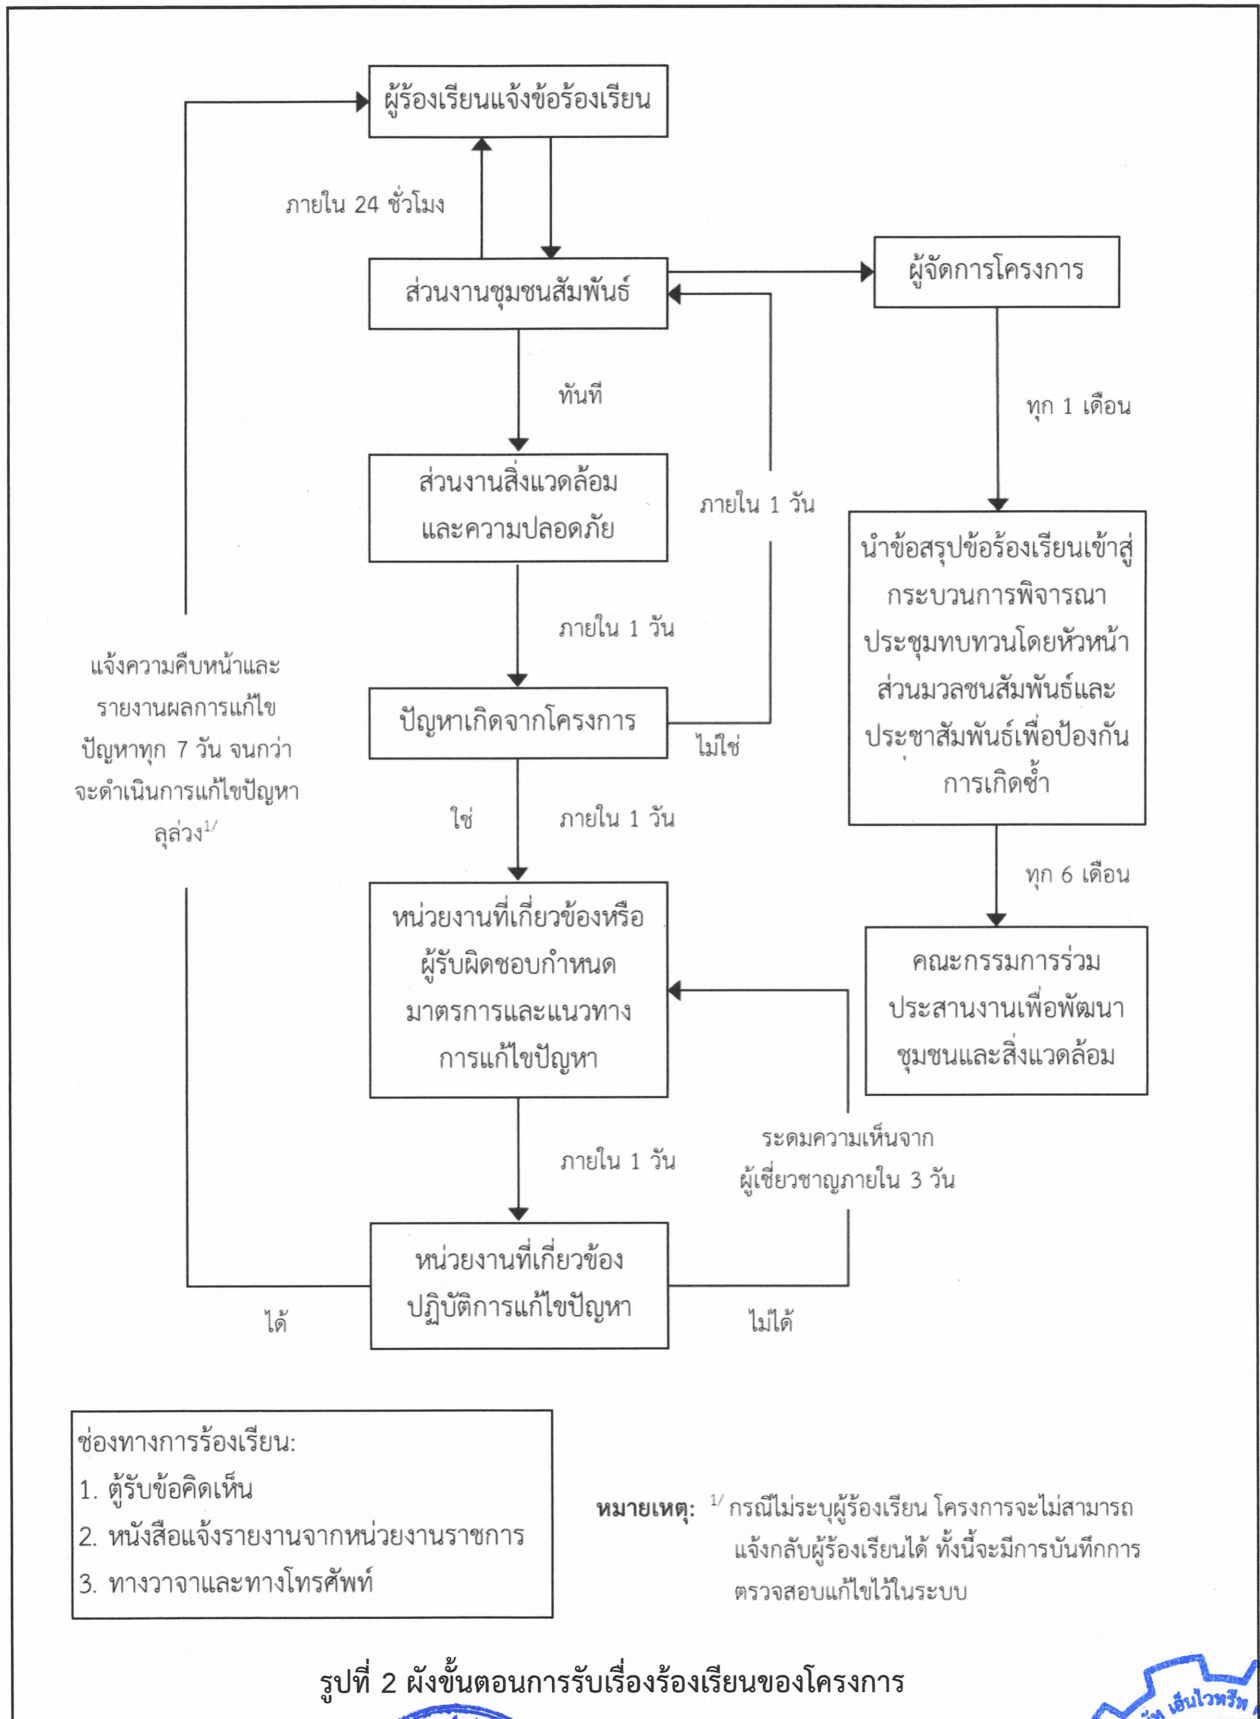 ผู้ร้องเรียนแจ้งข้อร้องเรียน
ภายใน 24 ชั่วโมง
ส่วนงานชุมชนสัมพันธ์
ผู้จัดการโครงการ
ทันที
ทุก 1 เดือน
ส่วนงานสิ่งแวดล้อม
และความปลอดภัย
ภายใน 1 วัน
นำข้อสรุปข้อร้องเรียนเข้าสู่
กระบวนการพิจารณา
ประชุมทบทวนโดยหัวหน้า
ส่วนมวลชนสัมพันธ์และ
ประชาสัมพันธ์เพื่อป้องกัน
การเกิดซ้ำ
ภายใน 1 วัน
แจ้งความคืบหน้าและ
รายงานผลการแก้ไข
ปัญหาทุก 7 วัน จนกว่า
จะดำเนินการแก้ไขปัญหา
ลุล่วง1/
ปัญหาเกิดจากโครงการ
ไม่ใช่
ใช่
ภายใน 1 วัน
ทุก 6 เดือน
หน่วยงานที่เกี่ยวข้องหรือ
ผู้รับผิดชอบกำหนด
มาตรการและแนวทาง
การแก้ไขปัญหา
คณะกรรมการร่วม
ประสานงานเพื่อพัฒนา
ชุมชนและสิ่งแวดล้อม
ภายใน 1 วัน
ระดมความเห็นจาก
ผู้เชี่ยวชาญภายใน 3 วัน
หน่วยงานที่เกี่ยวข้อง
ปฏิบัติการแก้ไขปัญหา
ได้
ไม่ได้
ช่องทางการร้องเรียน:
1. ตู้รับข้อคิดเห็น
2. หนังสือแจ้งรายงานจากหน่วยงานราชการ
3. ทางวาจาและทางโทรศัพท์
หมายเหตุ: 1/ กรณีไม่ระบุผู้ร้องเรียน โครงการจะไม่สามารถ
แจ้งกลับผู้ร้องเรียนได้ ทั้งนี้จะมีการบันทึกการ
ตรวจสอบแก้ไขไว้ในระบบ
รูปที่ 2 ผังขั้นตอนการรับเรื่องร้องเรียนของโครงการ
เอ็นไวทรีท